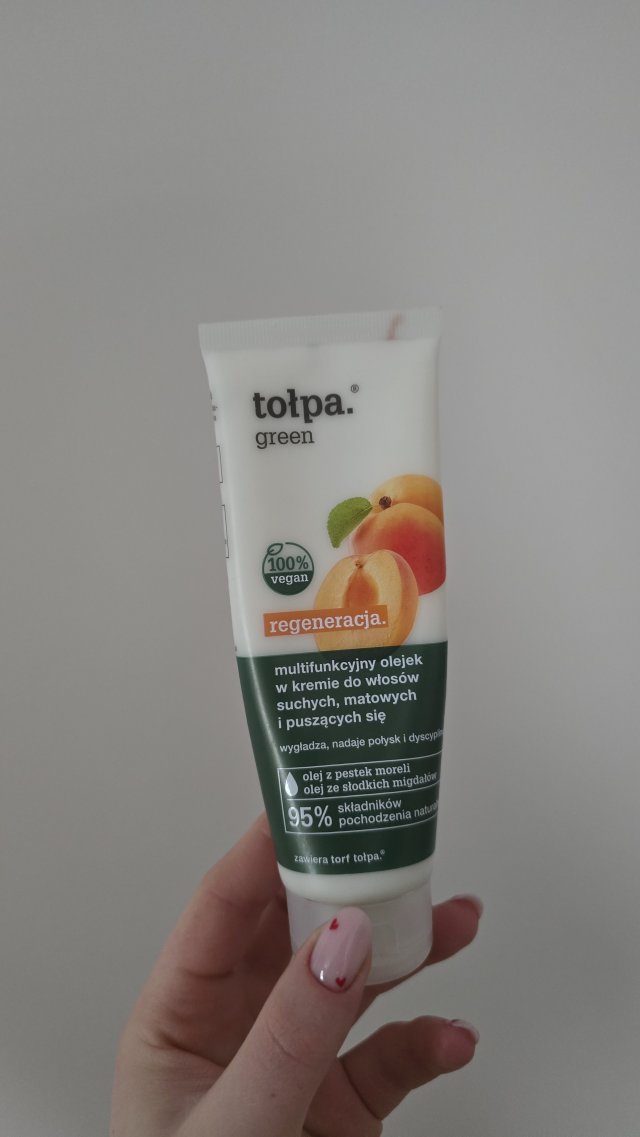 tołpa.®
green
100%
vegan
regeneracja.
multifunkcyjny olejek
w kremie do włosów
suchych, matowych
i puszących się
wygładza, nadaje połysk i
olej z pestek moreli
olej ze słodkich migdałów
95% składników
pochodzenia
zawiera torf tołpa.®